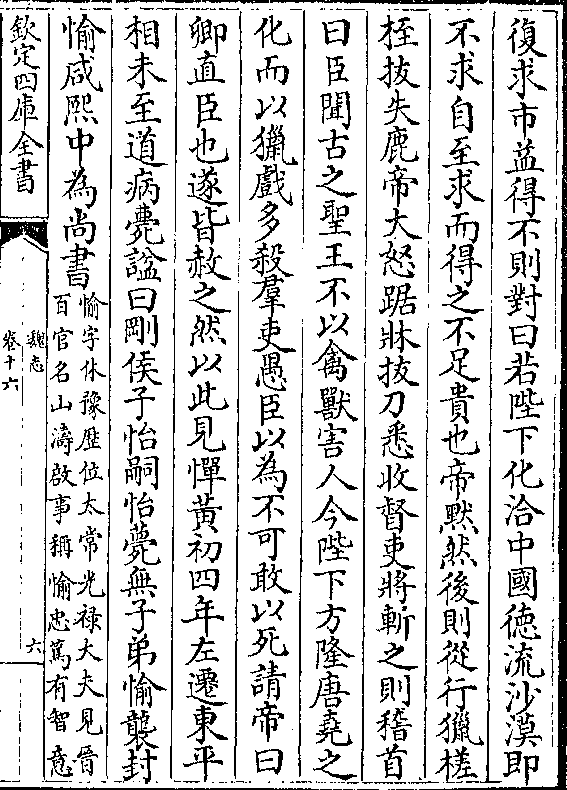 復求市益得不則對曰若陛下化洽中國徳流沙漠即
不求自至求而得之不足貴也帝黙然後則從行獵槎
桎拔失鹿帝大怒踞牀拔刀悉收督吏將斬之則稽首
曰臣聞古之聖王不以禽獸害人今陛下方隆唐堯之
化而以獵戲多殺羣吏愚臣以為不可敢以死請帝曰
卿直臣也遂皆赦之然以此見憚黄初四年左遷東平
相未至道病薨諡曰剛侯子怡嗣怡薨無子弟愉襲封
愉咸熙中為尚書
愉字休豫歴位太常光禄大夫見晉
百官名山濤啟事稱愉忠篤有智意
欽定四庫全書
魏志
卷十六
六